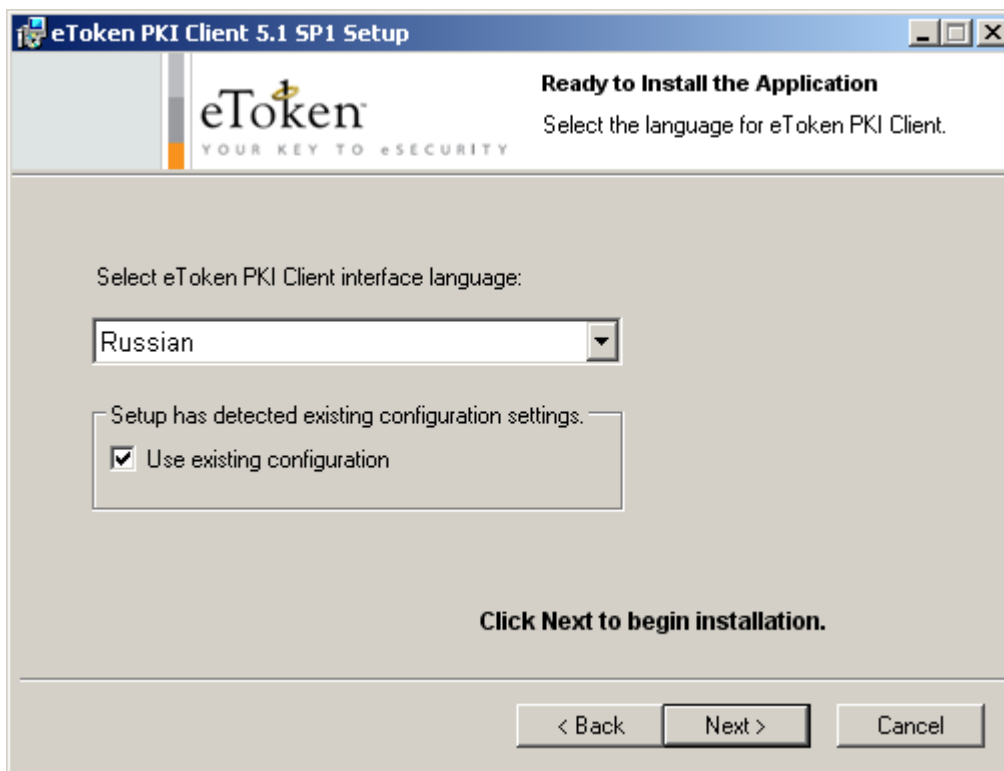 eToken PKI Client 5.1 SP1 Setup
eToken
YOUR KEY TO eSECURITY
Ready to Install the Application
Select the language for eToken PKI Client.
Select eToken PKI Client interface language:
Russian
Setup has detected existing configuration settings.
Use existing configuration
Click Next to begin installation.
< Back
Next >
Cancel